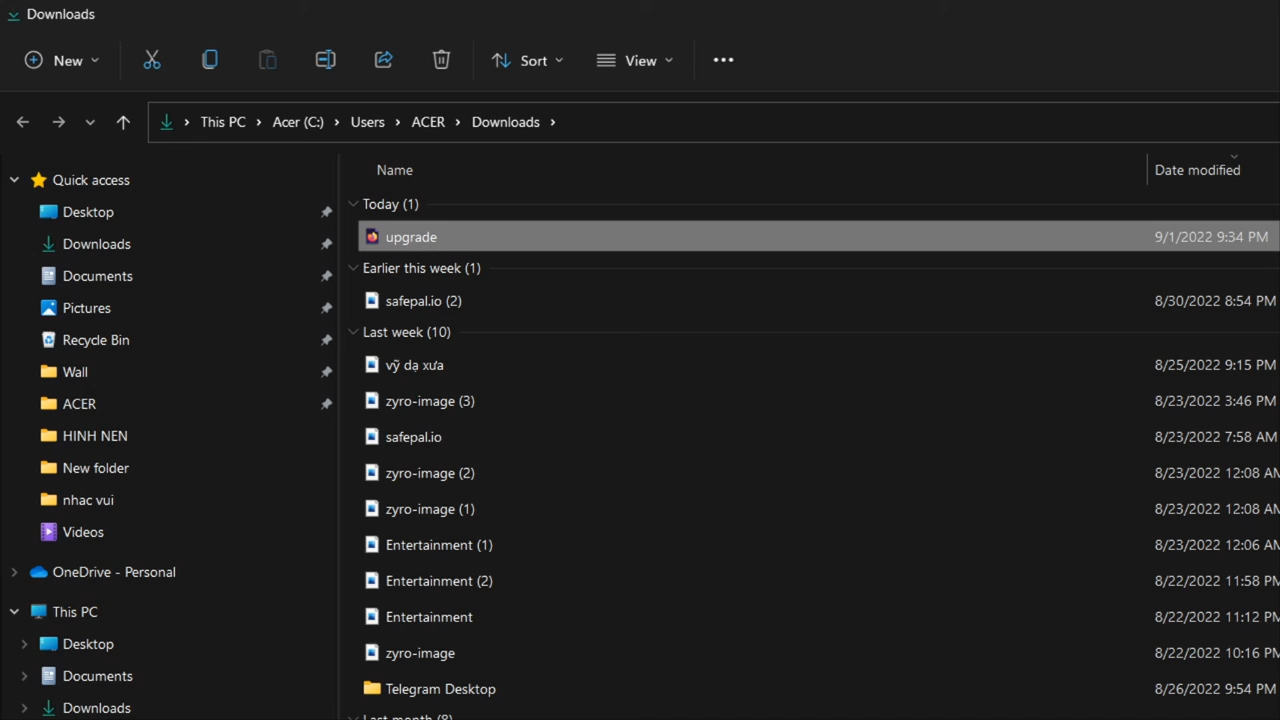 Downloads
New
Sort
View
This PC > Acer (C:) > Users > ACER > Downloads >
Name Date modified
Quick access
Desktop
Downloads
Documents
Pictures
Recycle Bin
Wall
ACER
HINH NEN
New folder
nhac vui
Videos
OneDrive - Personal
This PC
Desktop
Documents
Downloads
Today (1)
upgrade 9/1/2022 9:34 PM
Earlier this week (1)
safepal.io (2) 8/30/2022 8:54 PM
Last week (10)
vỹ dạ xưa 8/25/2022 9:15 PM
zyro-image (3) 8/23/2022 3:46 PM
safepal.io 8/23/2022 7:58 AM
zyro-image (2) 8/23/2022 12:08 AM
zyro-image (1) 8/23/2022 12:08 AM
Entertainment (1) 8/23/2022 12:06 AM
Entertainment (2) 8/22/2022 11:58 PM
Entertainment 8/22/2022 11:12 PM
zyro-image 8/22/2022 10:16 PM
Telegram Desktop 8/26/2022 9:54 PM
Last month (8)